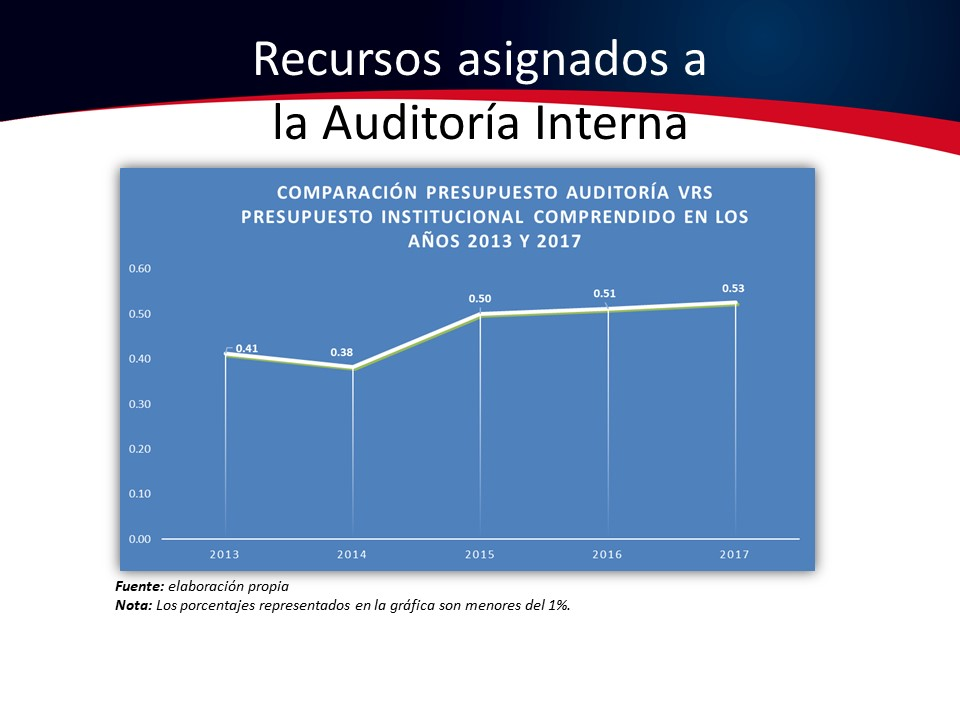 Recursos asignados a
la Auditoría Interna
COMPARACIÓN PRESUPUESTO AUDITORÍA VRS
PRESUPUESTO INSTITUCIONAL COMPRENDIDO EN LOS
AÑOS 2013 Y 2017
0.60
0.50
0.40
0.30
0.20
0.10
0.00
0.41
0.38
0.50
0.51
0.53
2013
2014
2015
2016
2017
Fuente: elaboración propia
Nota: Los porcentajes representados en la gráfica son menores del 1%.